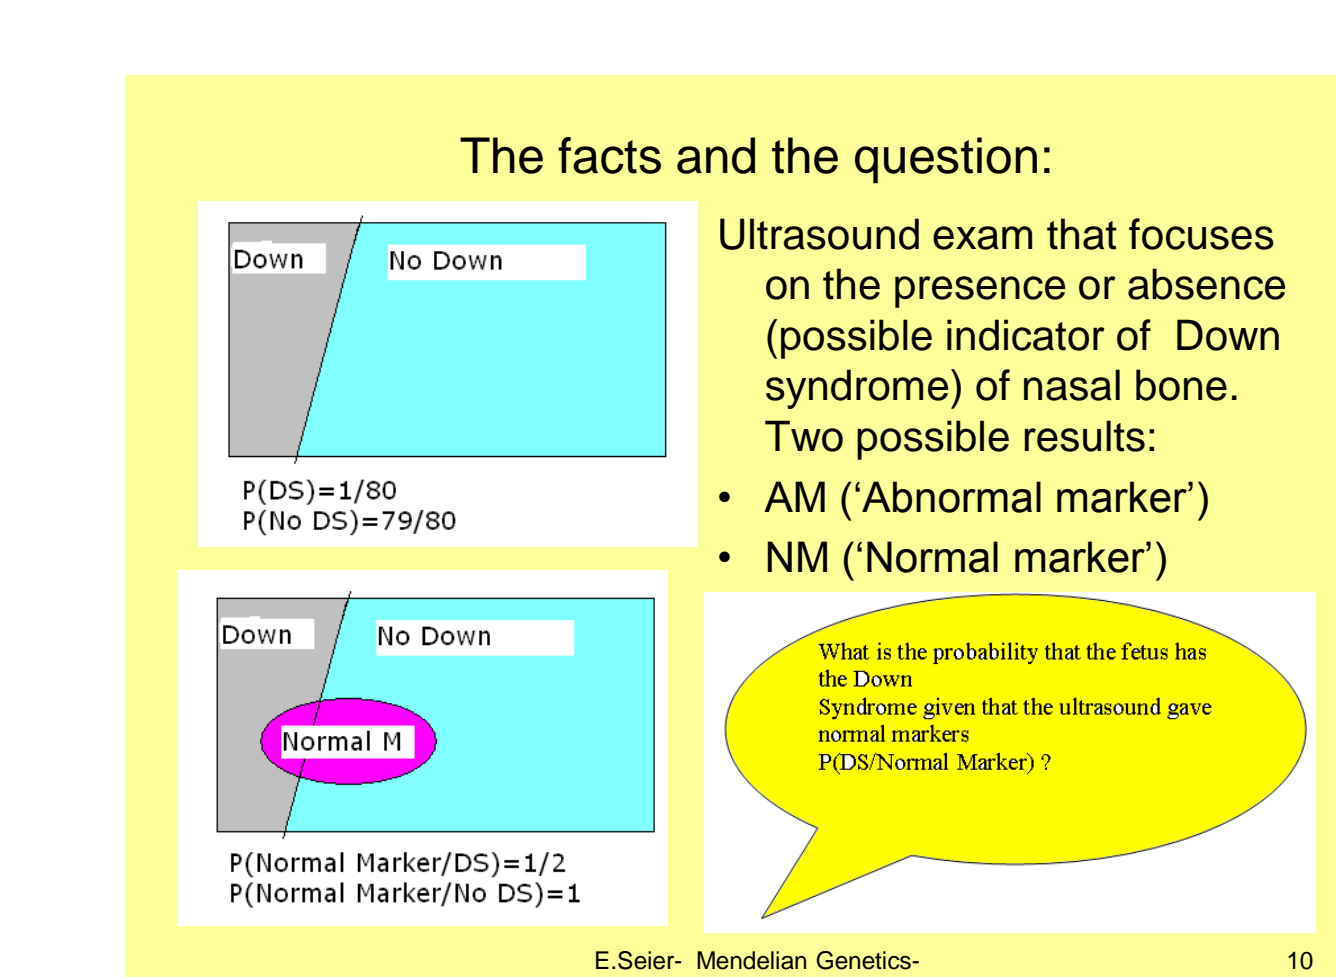 The facts and the question:
Down
No Down
P(DS)=1/80
P(No DS)=79/80
Down
No Down
Normal M
P(Normal Marker/DS)=1/2
P(Normal Marker/No DS)=1
Ultrasound exam that focuses
on the presence or absence
(possible indicator of Down
syndrome) of nasal bone.
Two possible results:
• AM (‘Abnormal marker’)
• NM (‘Normal marker’)
What is the probability that the fetus has
the Down
Syndrome given that the ultrasound gave
normal markers
P(DS/Normal Marker) ?
E.Seier- Mendelian Genetics-
10